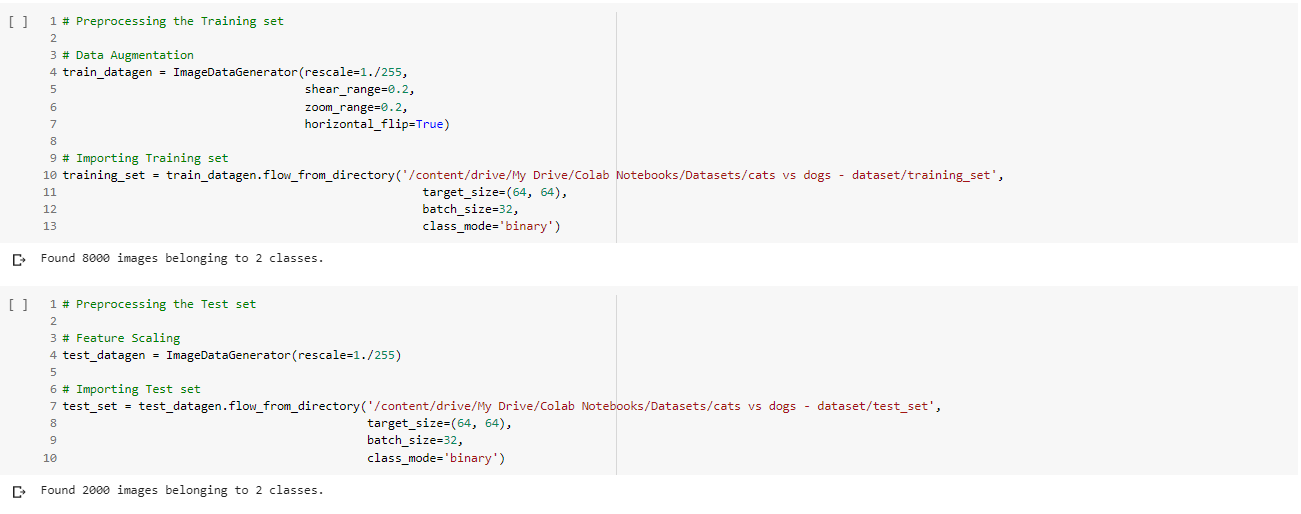 [ ] 1 # Preprocessing the Training set
2
3 # Data Augmentation
4 train_datagen = ImageDataGenerator(rescale=1./255,
5                                    shear_range=0.2,
6                                    zoom_range=0.2,
7                                    horizontal_flip=True)
8
9 # Importing Training set
10 training_set = train_datagen.flow_from_directory('/content/drive/My Drive/Colab Notebooks/Datasets/cats vs dogs - dataset/training_set',
11                                                     target_size=(64, 64),
12                                                     batch_size=32,
13                                                     class_mode='binary')
Found 8000 images belonging to 2 classes.
[ ] 1 # Preprocessing the Test set
2
3 # Feature Scaling
4 test_datagen = ImageDataGenerator(rescale=1./255)
5
6 # Importing Test set
7 test_set = test_datagen.flow_from_directory('/content/drive/My Drive/Colab Notebooks/Datasets/cats vs dogs - dataset/test_set',
8                                             target_size=(64, 64),
9                                             batch_size=32,
10                                            class_mode='binary')
Found 2000 images belonging to 2 classes.